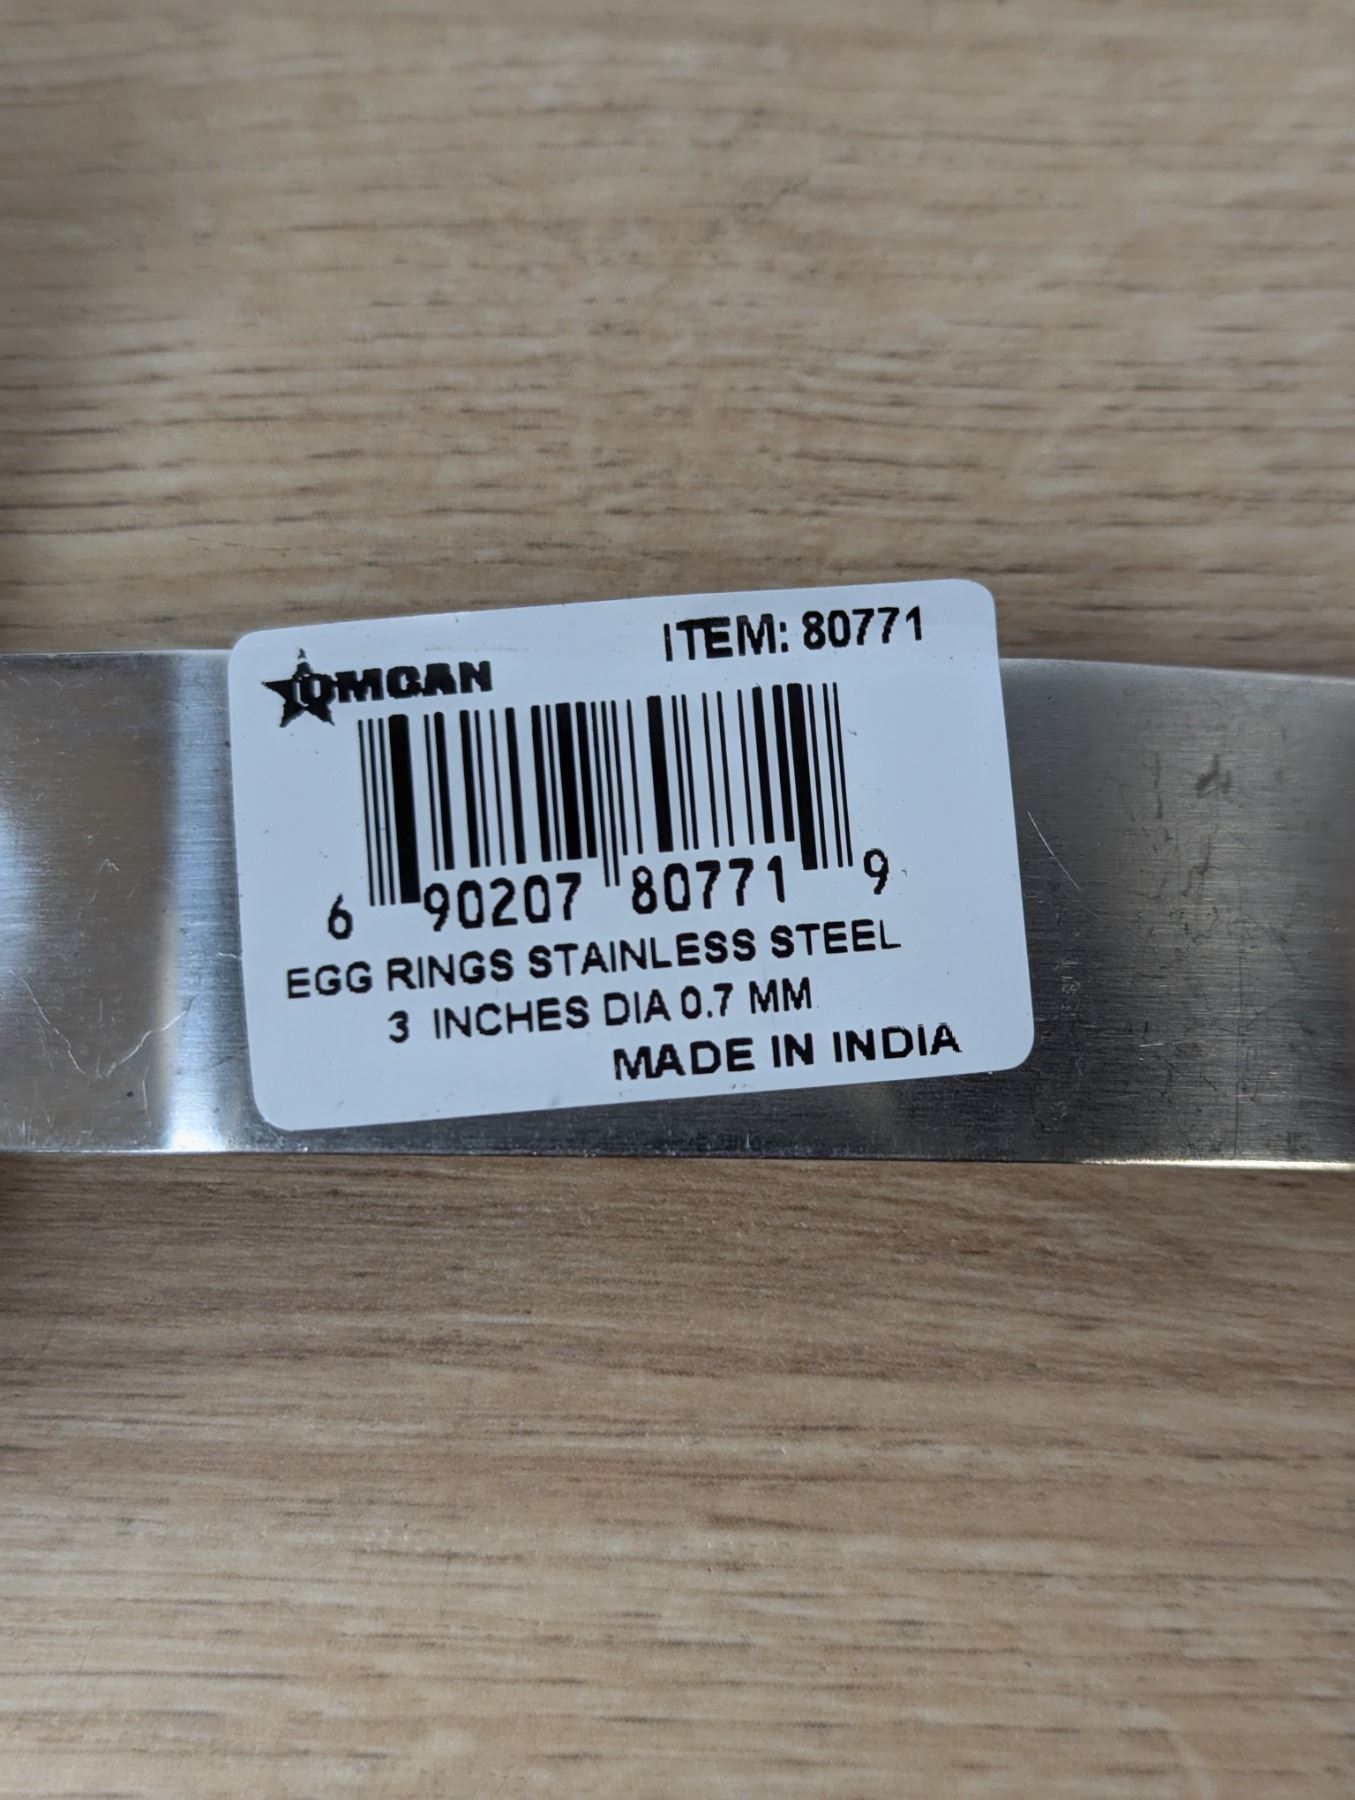 ITEM: 80771
OMCAN
6 90207 80771 9
EGG RINGS STAINLESS STEEL
3 INCHES DIA 0.7 MM
MADE IN INDIA